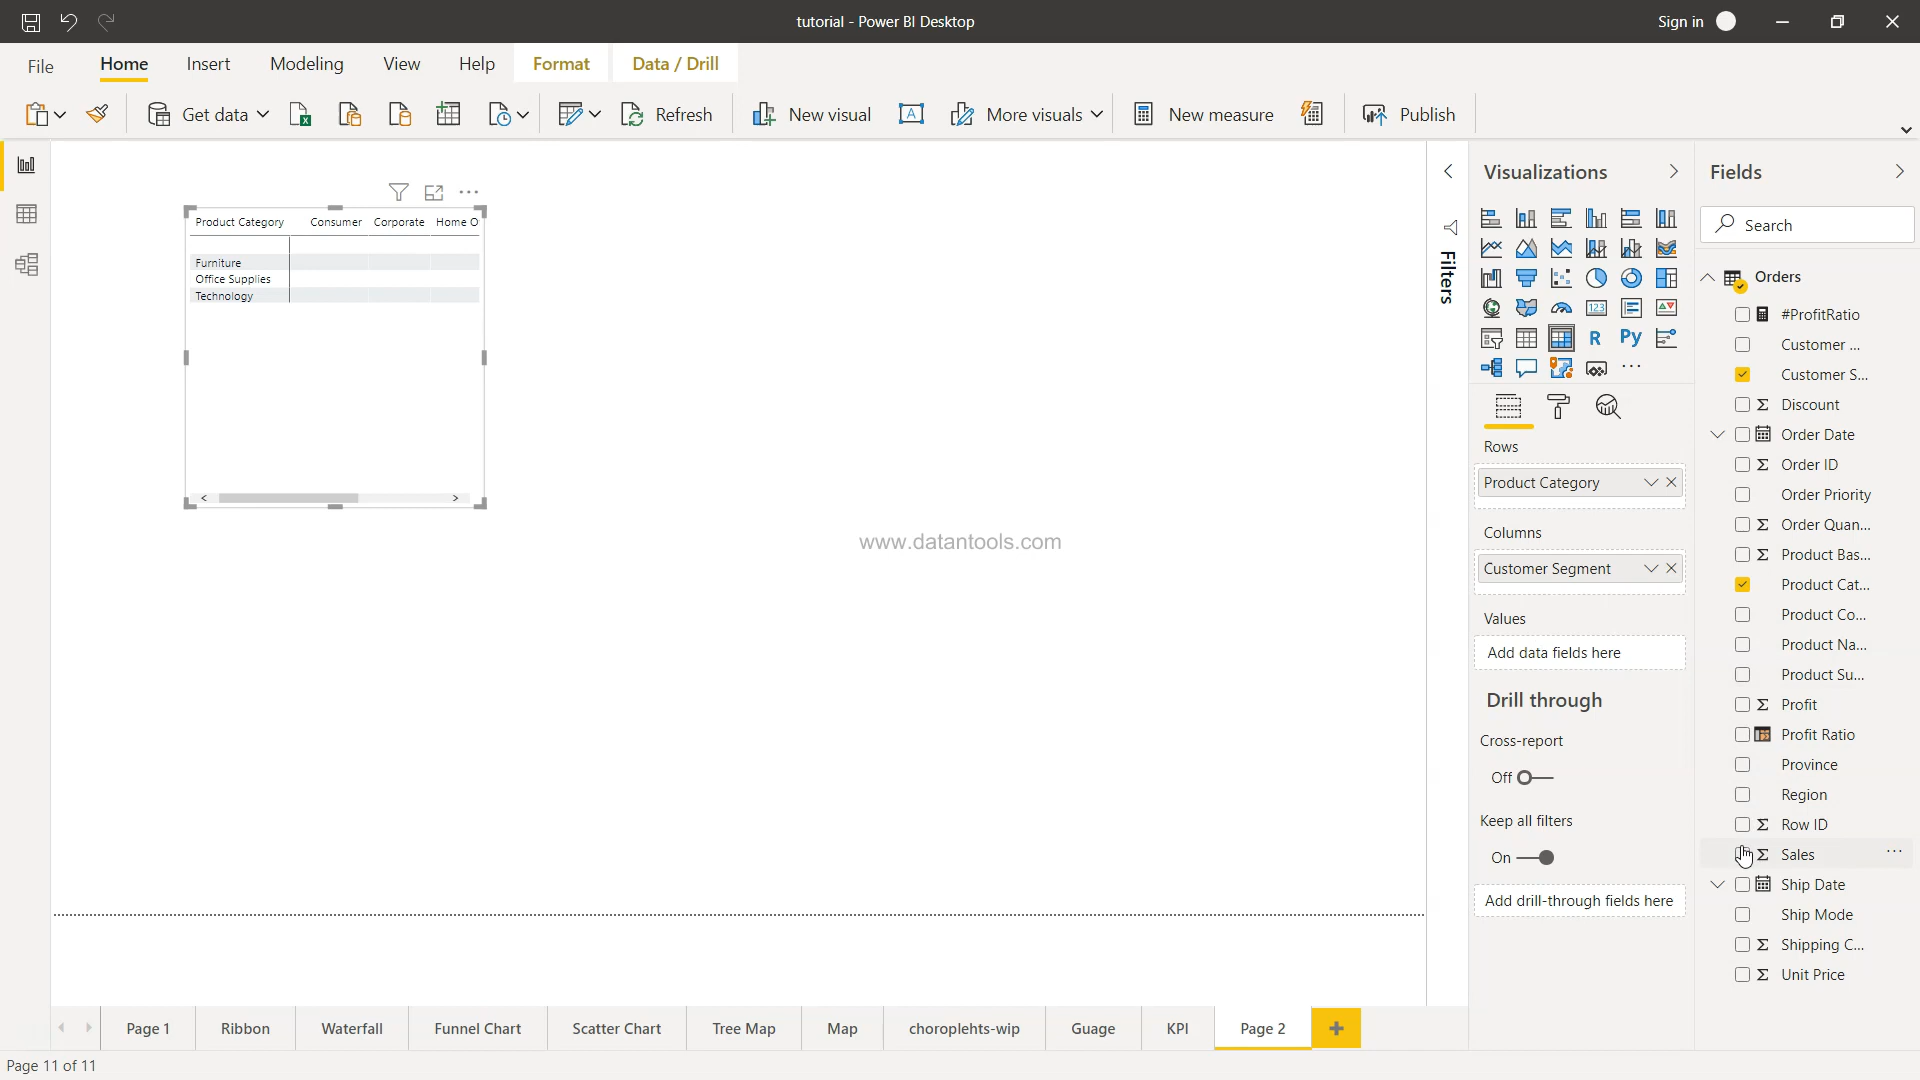 tutorial - Power BI Desktop
Sign in
File
Home
Insert
Modeling
View
Help
Format
Data / Drill
Get data
Refresh
New visual
More visuals
New measure
Publish
Product Category Consumer Corporate Home O
Furniture
Office Supplies
Technology
www.datantools.com
Filters
Visualizations
R
Py
123
Rows
Product Category
Columns
Customer Segment
Values
Add data fields here
Drill through
Cross-report
Off
Keep all filters
On
Add drill-through fields here
Fields
Search
Orders
#ProfitRatio
Customer ...
Customer S...
Σ Discount
Order Date
Σ Order ID
Order Priority
Σ Order Quan...
Σ Product Bas...
Product Cat...
Product Co...
Product Na...
Product Su...
Σ Profit
Profit Ratio
Province
Region
Σ Row ID
Σ Sales
Ship Date
Ship Mode
Σ Shipping C...
Σ Unit Price
Page 1
Ribbon
Waterfall
Funnel Chart
Scatter Chart
Tree Map
Map
choroplehts-wip
Guage
KPI
Page 2
Page 11 of 11